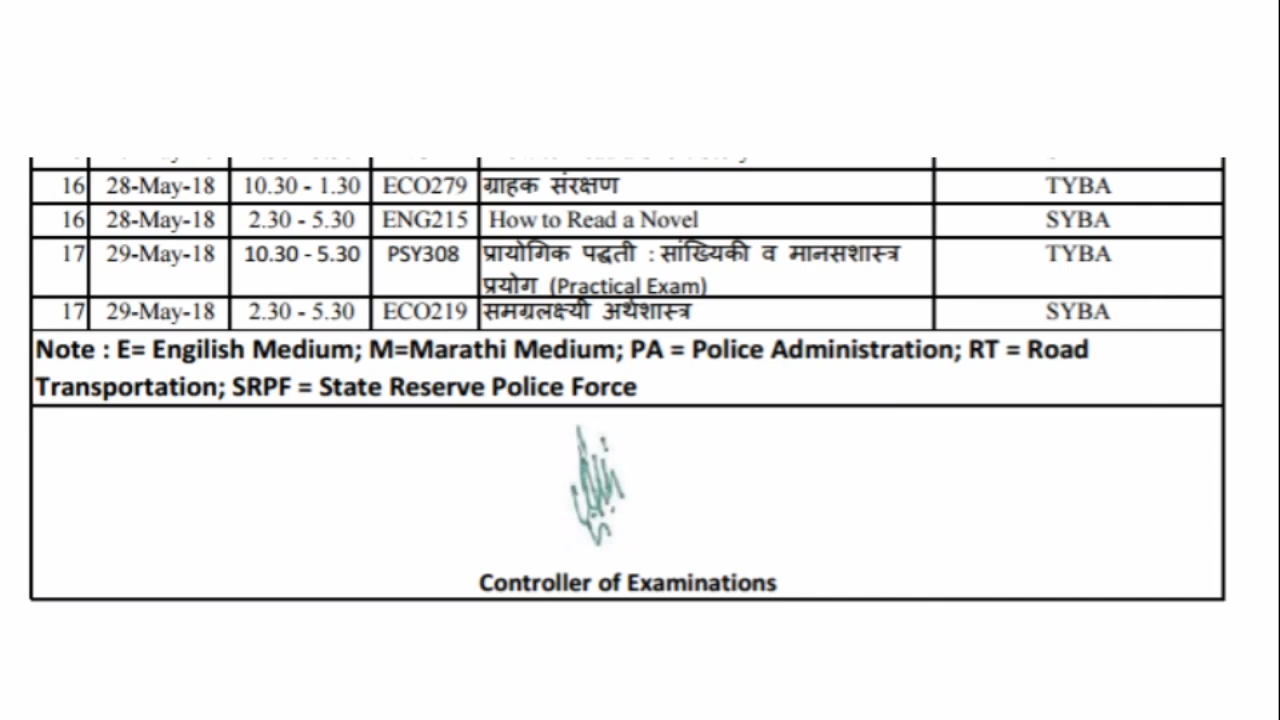 16 28-May-18 10.30 - 1.30 ECO279 ग्राहक संरक्षण TYBA
16 28-May-18 2.30 - 5.30 ENG215 How to Read a Novel SYBA
17 29-May-18 10.30 - 5.30 PSY308 प्रायोगिक पद्धती : सांख्यिकी व मानसशास्त्र TYBA
प्रयोग (Practical Exam)
17 29-May-18 2.30 - 5.30 ECO219 समग्रलक्ष्यी अर्थशास्त्र SYBA
Note : E= Engilish Medium; M=Marathi Medium; PA = Police Administration; RT = Road
Transportation; SRPF = State Reserve Police Force
Controller of Examinations